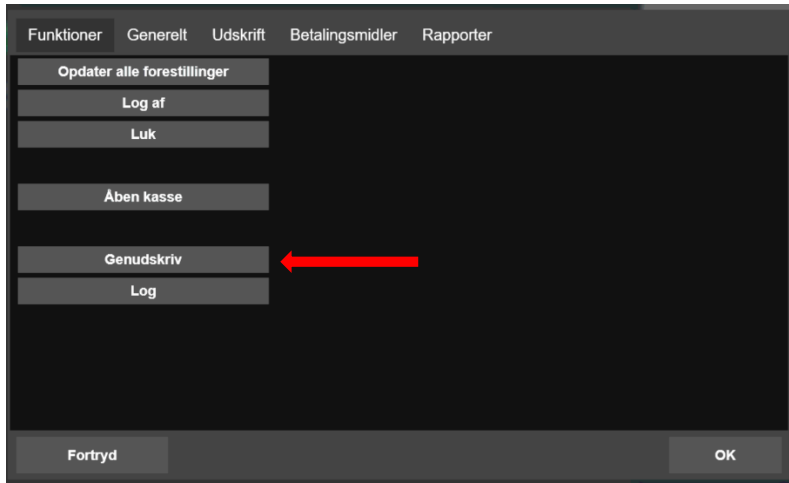 Funktioner Generelt Udskrift Betalingsmidler Rapporter
Opdater alle forestillinger
Log af
Luk
Åben kasse
Genudskriv
Log
Fortryd OK